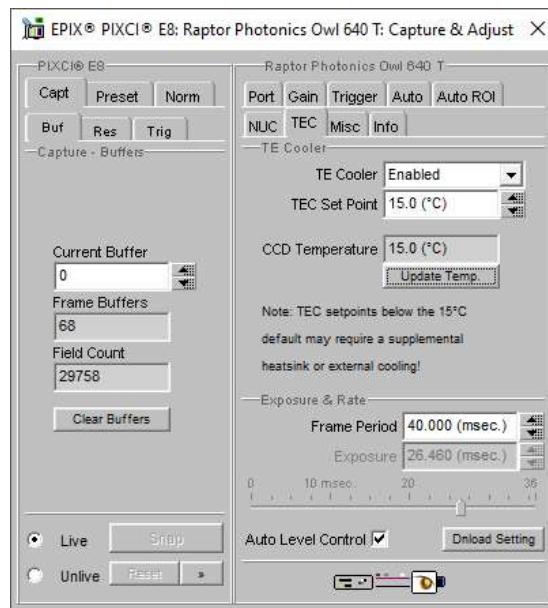 EPIX® PIXCI® E8: Raptor Photonics Owl 640 T: Capture & Adjust
PIXCI® E8
Capt Preset Norm
Buf Res Trig
Capture - Buffers
Current Buffer
0
Frame Buffers
68
Field Count
29758
Clear Buffers
Live Snap
Unlive Reset »
Raptor Photonics Owl 640 T
Port Gain Trigger Auto Auto ROI
NUC TEC Misc Info
TE Cooler
TE Cooler Enabled
TEC Set Point 15.0 (°C)
CCD Temperature 15.0 (°C)
Update Temp.
Note: TEC setpoints below the 15°C
default may require a supplemental
heatsink or external cooling!
Exposure & Rate
Frame Period 40.000 (msec.)
Exposure 26.460 (msec.)
0 10 msec. 20 36
Auto Level Control Dnload Setting